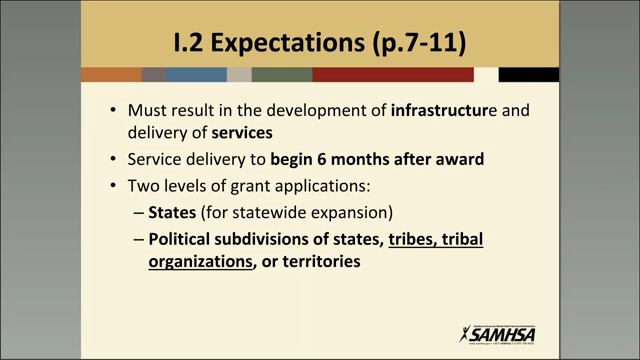 I.2 Expectations (p.7-11)
• Must result in the development of infrastructure and
delivery of services
• Service delivery to begin 6 months after award
• Two levels of grant applications:
– States (for statewide expansion)
– Political subdivisions of states, tribes, tribal
organizations, or territories
SAMHSA